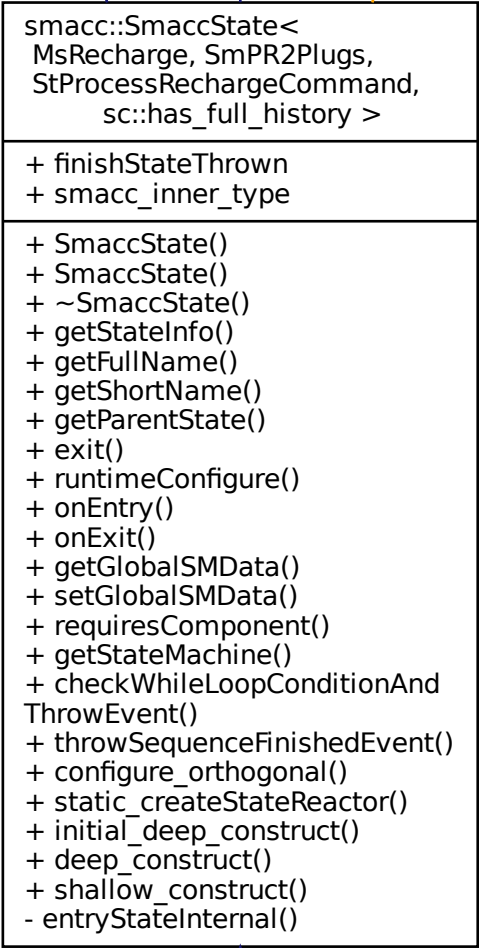 smacc::SmaccState<
MsRecharge, SmPR2Plugs,
StProcessRechargeCommand,
sc::has_full_history >
+ finishStateThrown
+ smacc_inner_type
+ SmaccState()
+ SmaccState()
+ ~SmaccState()
+ getStateInfo()
+ getFullName()
+ getShortName()
+ getParentState()
+ exit()
+ runtimeConfigure()
+ onEntry()
+ onExit()
+ getGlobalSMData()
+ setGlobalSMData()
+ requiresComponent()
+ getStateMachine()
+ checkWhileLoopConditionAnd
ThrowEvent()
+ throwSequenceFinishedEvent()
+ configure_orthogonal()
+ static_createStateReactor()
+ initial_deep_construct()
+ deep_construct()
+ shallow_construct()
- entryStateInternal()